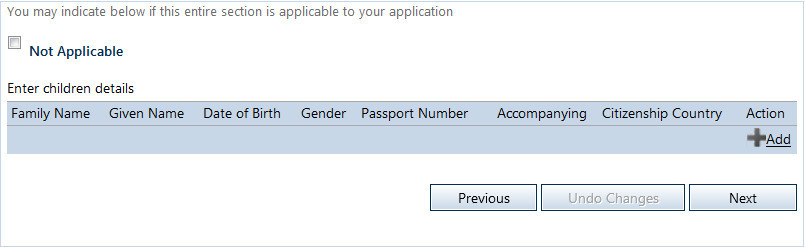 You may indicate below if this entire section is applicable to your application
Not Applicable
Enter children details
Family Name Given Name Date of Birth Gender Passport Number Accompanying Citizenship Country Action
Add
Previous Undo Changes Next